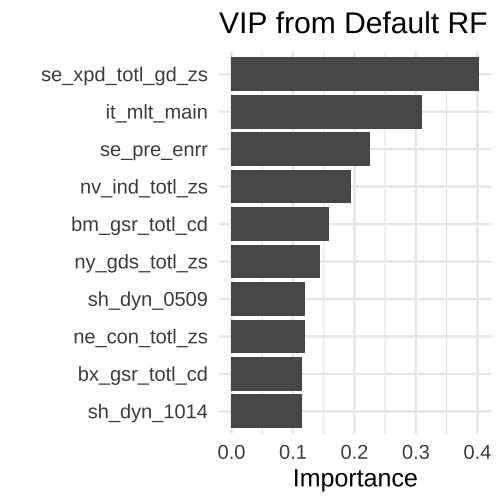 VIP from Default RF
se_xpd_totl_gd_zs
it_mlt_main
se_pre_enrr
nv_ind_totl_zs
bm_gsr_totl_cd
ny_gds_totl_zs
sh_dyn_0509
ne_con_totl_zs
bx_gsr_totl_cd
sh_dyn_1014
0.0 0.1 0.2 0.3 0.4
Importance